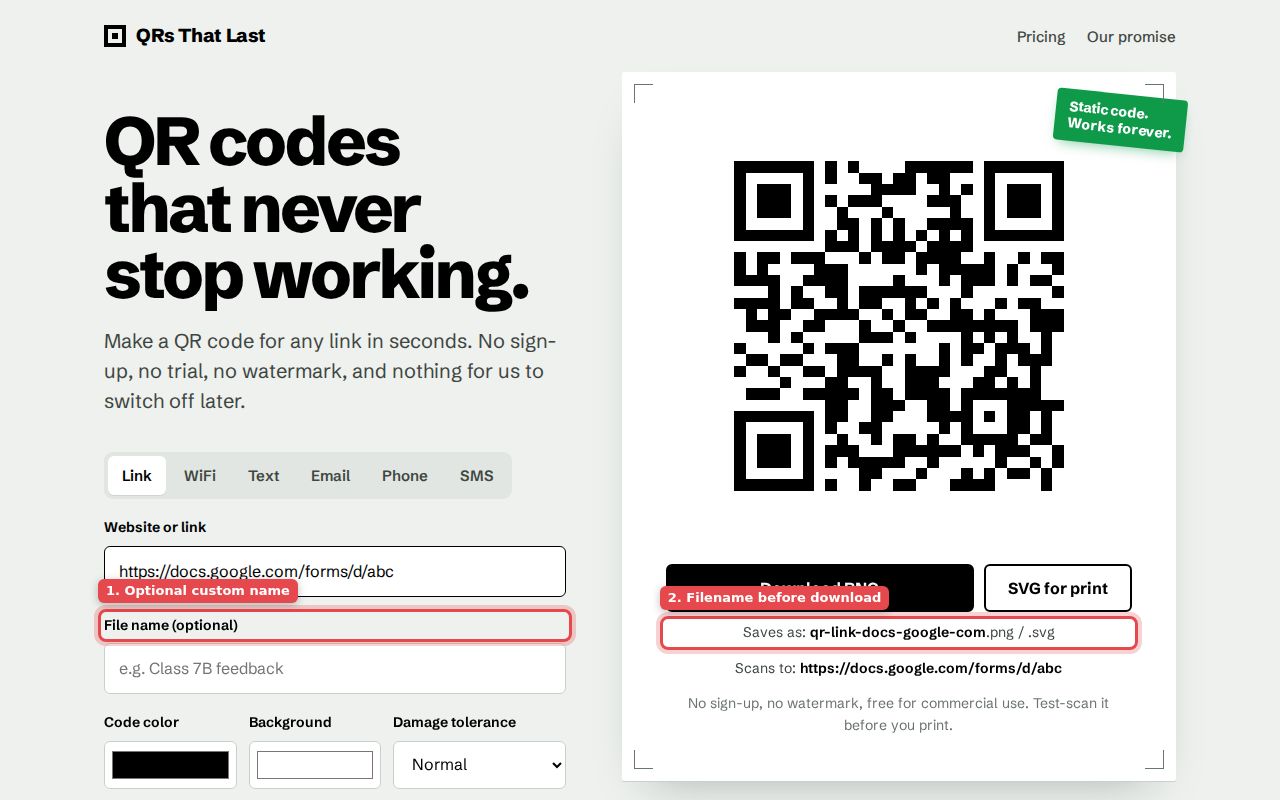 QRs That Last
Pricing
Our promise
QR codes
that never
stop working.
Make a QR code for any link in seconds. No sign-
up, no trial, no watermark, and nothing for us to
switch off later.
Link
WiFi
Text
Email
Phone
SMS
Website or link
https://docs.google.com/forms/d/abc
1. Optional custom name
File name (optional)
e.g. Class 7B feedback
Code color
Background
Damage tolerance
Normal
Static code.
Works forever.
Download PNG
SVG for print
2. Filename before download
Saves as: qr-link-docs-google-com.png / .svg
Scans to: https://docs.google.com/forms/d/abc
No sign-up, no watermark, free for commercial use. Test-scan it
before you print.